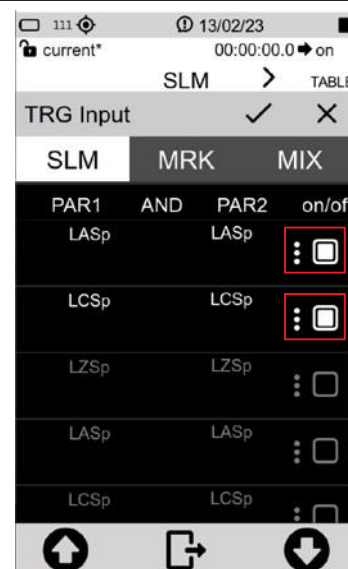 111 13/02/23
current* 00:00:00.0 on
SLM > TABLE
TRG Input
SLM MRK MIX
PAR1 AND PAR2 on/of
LASp LASp
LCSp LCSp
LZSp LZSp
LASp LASp
LCSp LCSp